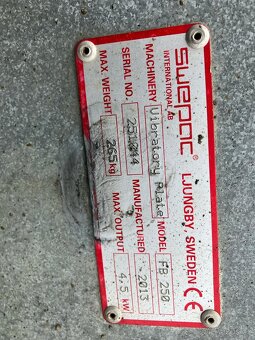 swepac®
INTERNATIONAL AB LJUNGBY, SWEDEN CE
MACHINERY Vibratory Plate MODEL FB 250
SERIAL NO. MANUFACTURED 2013
MAX. WEIGHT 265 kg MAX. OUTPUT 4,5 kW